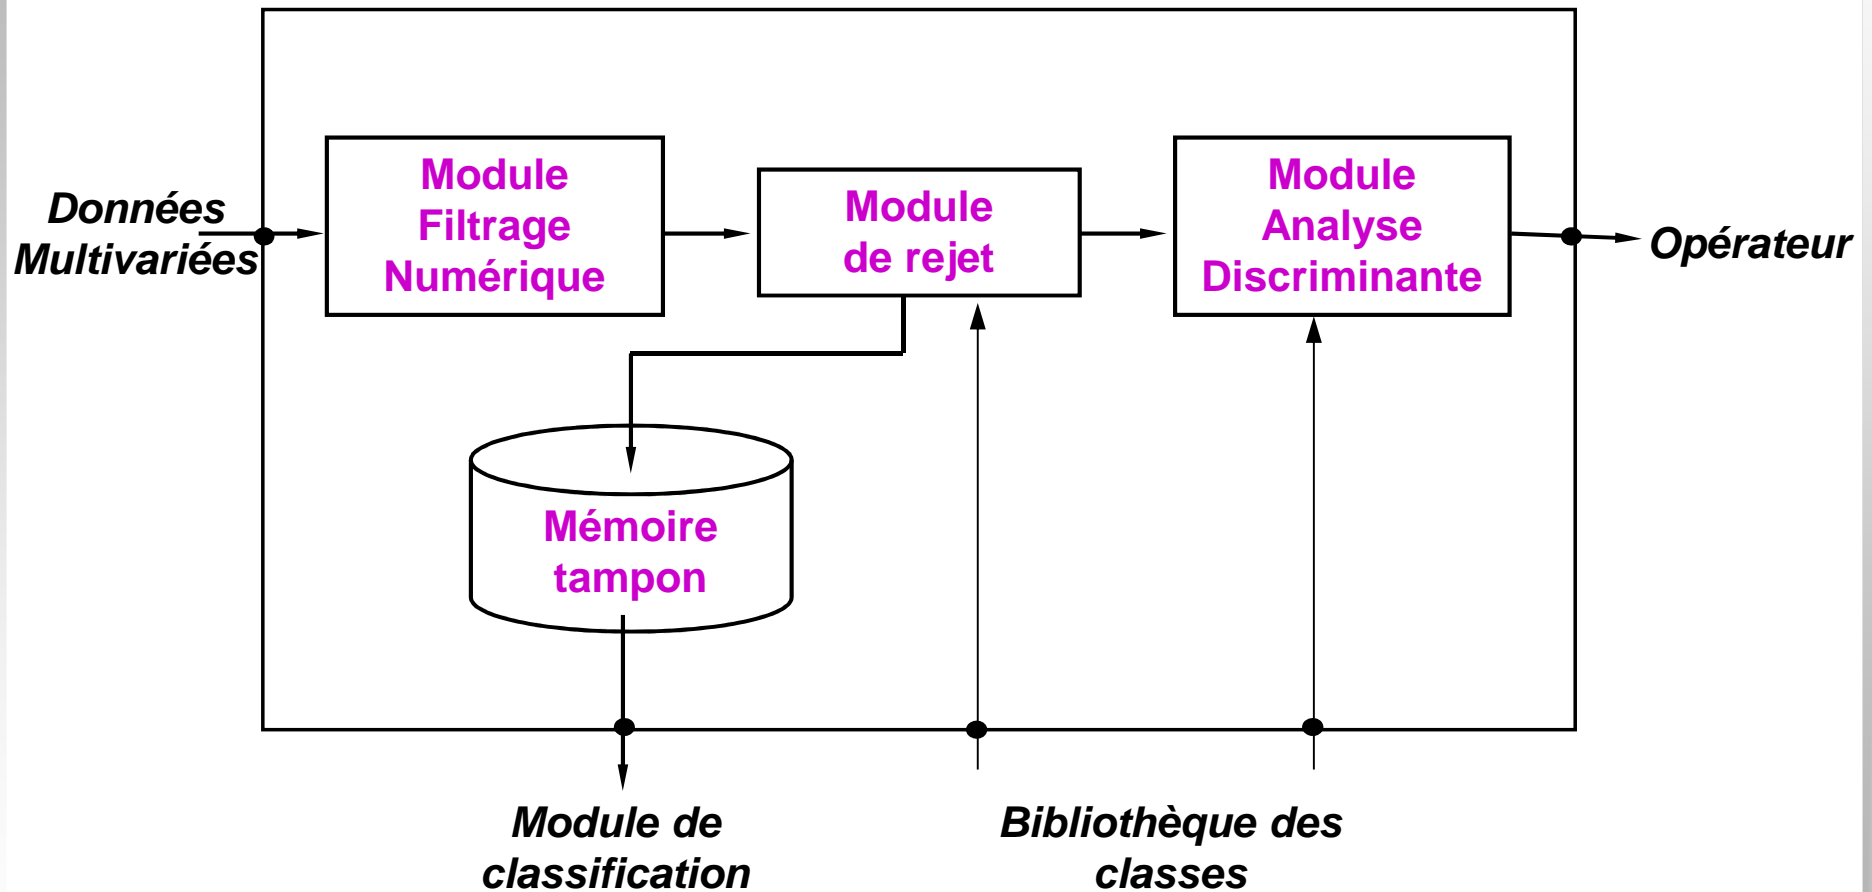 Données
Multivariées
Module
Filtrage
Numérique
Module
de rejet
Module
Analyse
Discriminante
Opérateur
Mémoire
tampon
Module de
classification
Bibliothèque des
classes